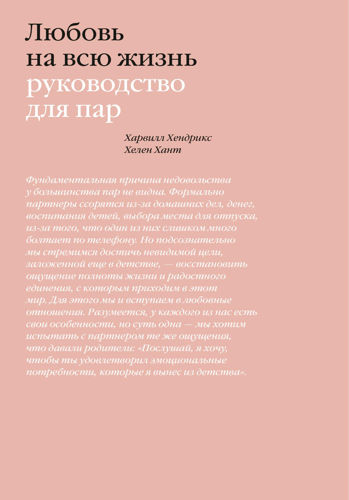 Любовь
на всю жизнь
руководство
для пар
Харвилл Хендрикс
Хелен Хант
Фундаментальная причина недовольства
у большинства пар не видна. Формально
партнеры ссорятся из-за домашних дел, денег,
воспитания детей, выбора места для отпуска,
из-за того, что один из них слишком много
болтает по телефону. Но подсознательно
мы стремимся достичь невидимой цели,
заложенной еще в детстве, — восстановить
ощущение полноты жизни и радостного
единения, с которым приходим в этот
мир. Для этого мы и вступаем в любовные
отношения. Разумеется, у каждого из нас есть
свои особенности, но суть одна — мы хотим
испытать с партнером те же ощущения,
что давали родители: «Послушай, я хочу,
чтобы ты удовлетворил эмоциональные
потребности, которые я вынес из детства».